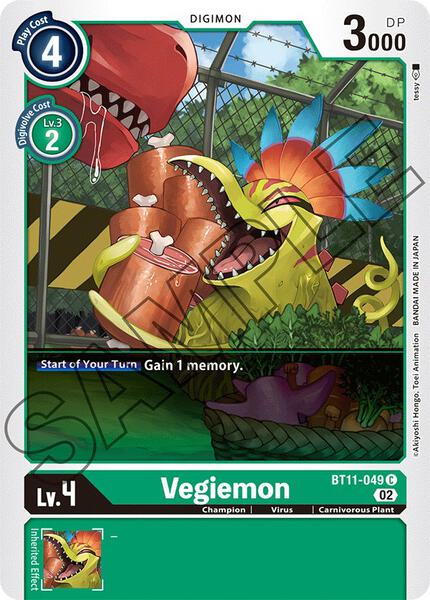 DIGIMON
Play Cost
4
3000
DP
Digivolve Cost
Lv.3
2
tessy
SAMPLE
Start of Your Turn Gain 1 memory.
©Akiyoshi Hongo, Toei Animation BANDAI MADE IN JAPAN
Lv.4
Vegiemon
BT11-049 C
02
Champion | Virus | Carnivorous Plant
Inherited Effect
–